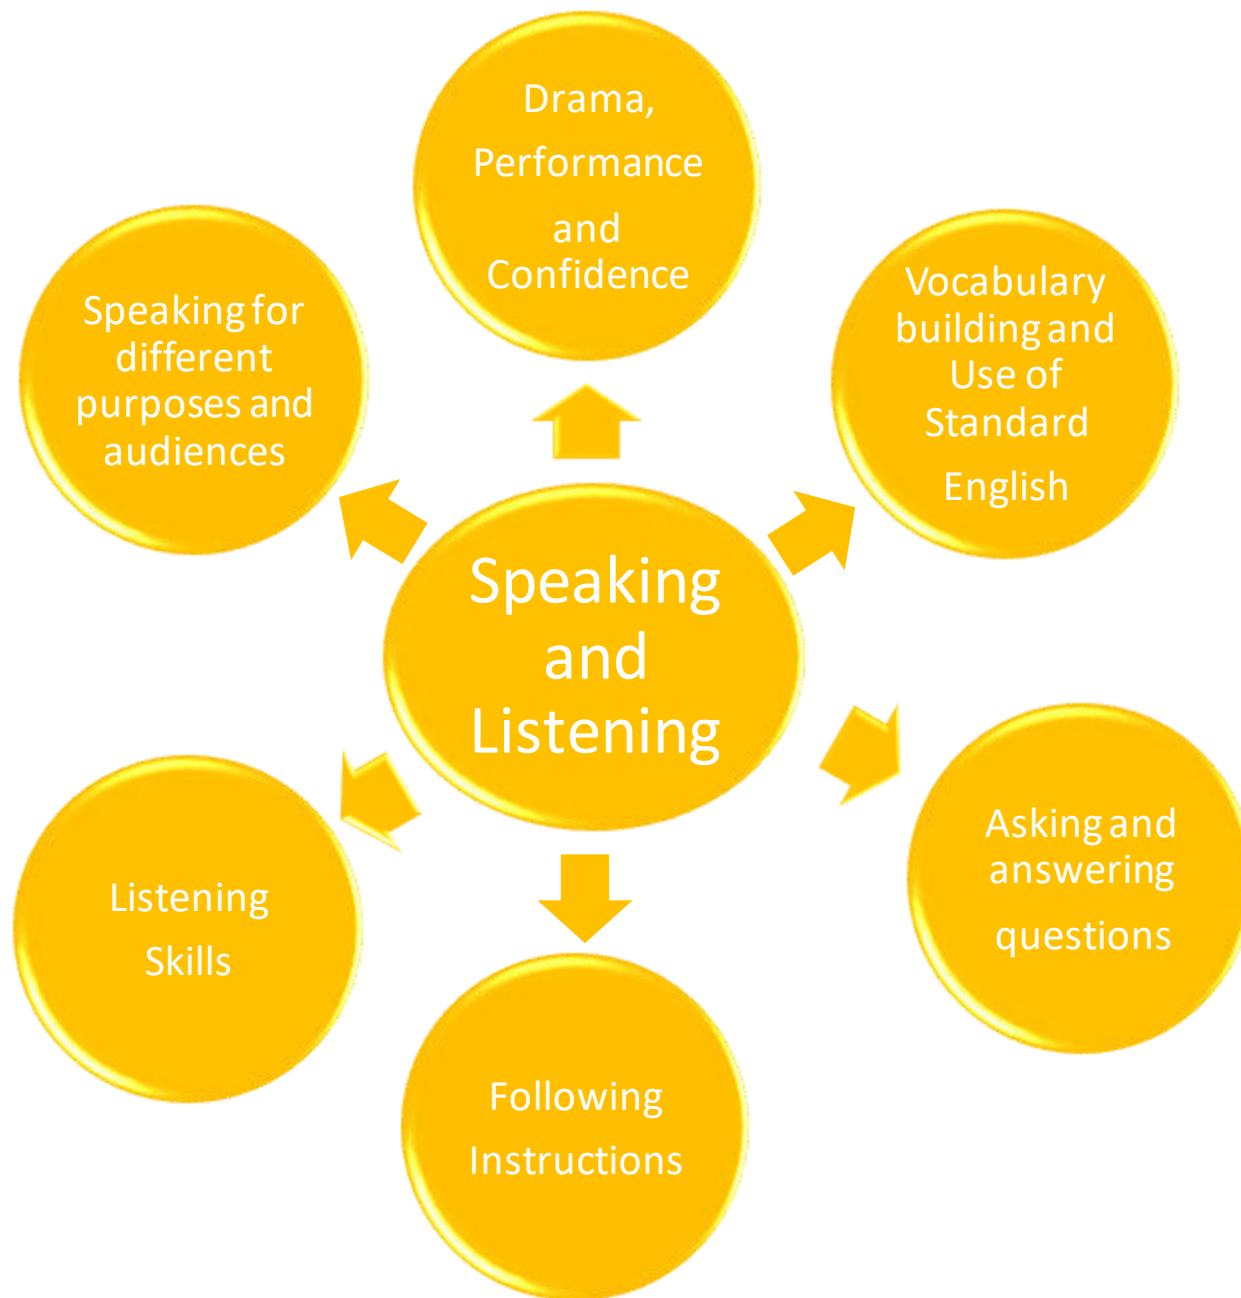 Drama,
Performance
and
Confidence
Vocabulary
building and
Use of
Standard
English
Asking and
answering
questions
Following
Instructions
Listening
Skills
Speaking for
different
purposes and
audiences
Speaking
and
Listening